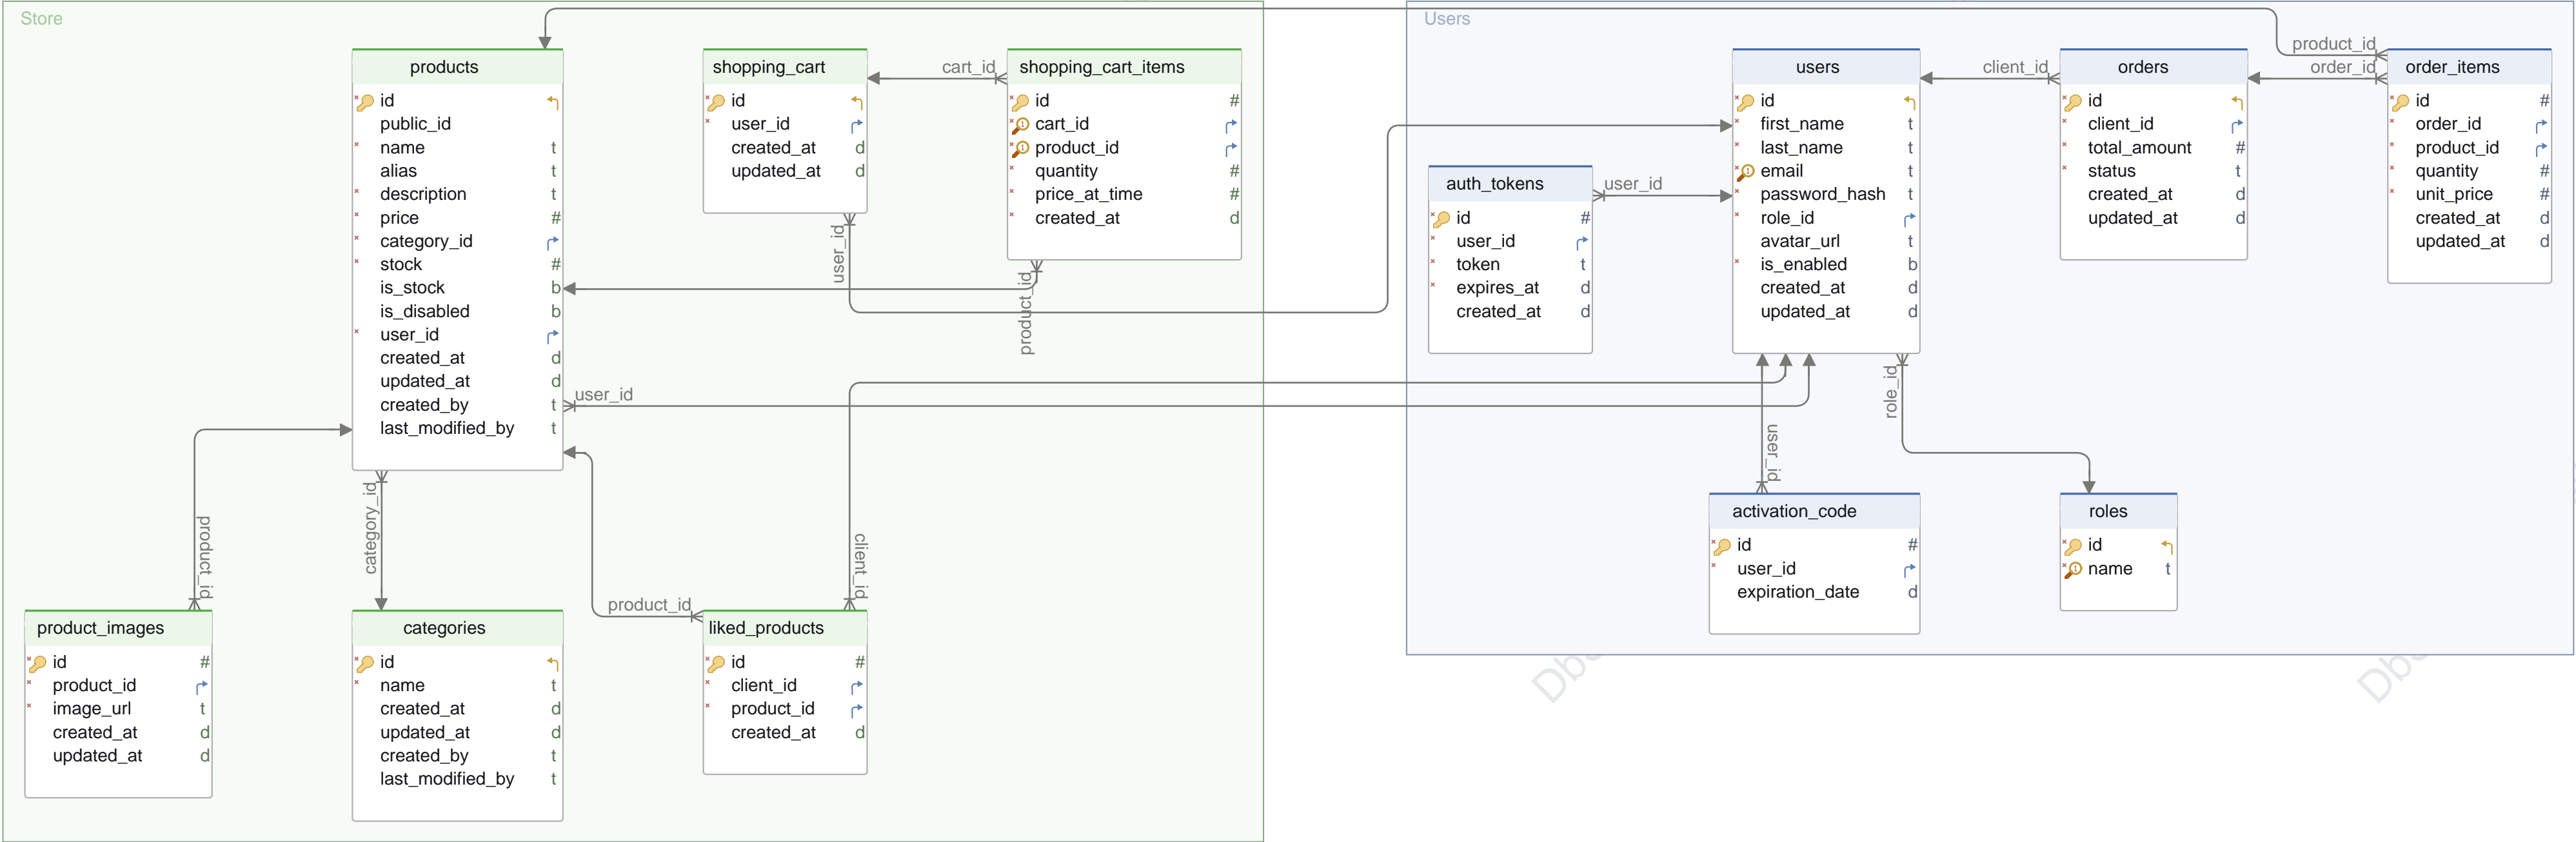 Store
products
id
public_id
name t
alias t
description t
price #
category_id
stock #
is_stock b
is_disabled b
user_id
created_at d
updated_at d
created_by t
last_modified_by t
shopping_cart
id
user_id
created_at d
updated_at d
cart_id
shopping_cart_items
id #
cart_id
product_id
quantity #
price_at_time #
created_at d
user_id
product_id
user_id
product_id
category_id
product_id
client_id
product_images
id #
product_id
image_url t
created_at d
updated_at d
categories
id
name t
created_at d
updated_at d
created_by t
last_modified_by t
liked_products
id #
client_id
product_id
created_at d
Users
auth_tokens
id #
user_id
token t
expires_at d
created_at d
user_id
users
id
first_name t
last_name t
email t
password_hash t
role_id
avatar_url t
is_enabled b
created_at d
updated_at d
client_id
orders
id
client_id
total_amount #
status t
created_at d
updated_at d
product_id
order_id
order_items
id #
order_id
product_id
quantity #
unit_price #
created_at d
updated_at d
user_id
role_id
activation_code
id #
user_id
expiration_date d
roles
id
name t